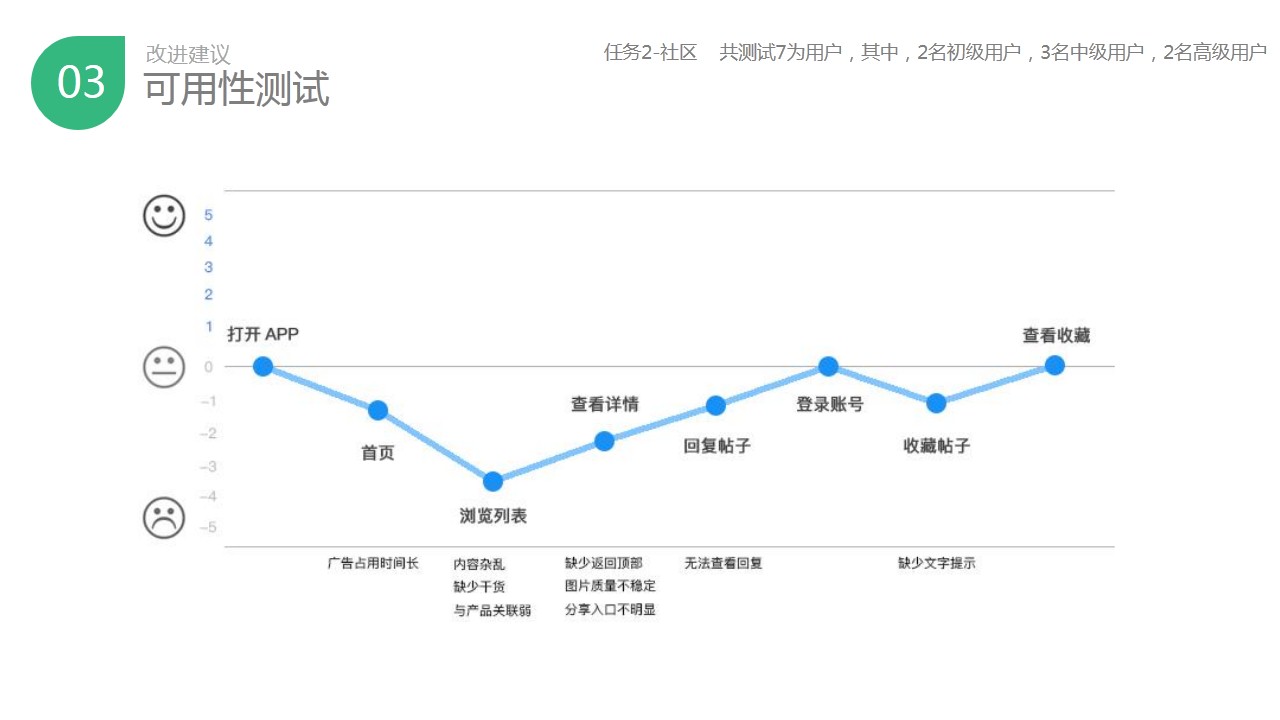 03
改进建议
可用性测试
任务2-社区 共测试7为用户，其中，2名初级用户，3名中级用户，2名高级用户
5
4
3
2
1
0
−1
−2
−3
−4
−5
打开 APP
首页
浏览列表
查看详情
回复帖子
登录账号
收藏帖子
查看收藏
广告占用时间长
内容杂乱
缺少干货
与产品关联弱
缺少返回顶部
图片质量不稳定
分享入口不明显
无法查看回复
缺少文字提示